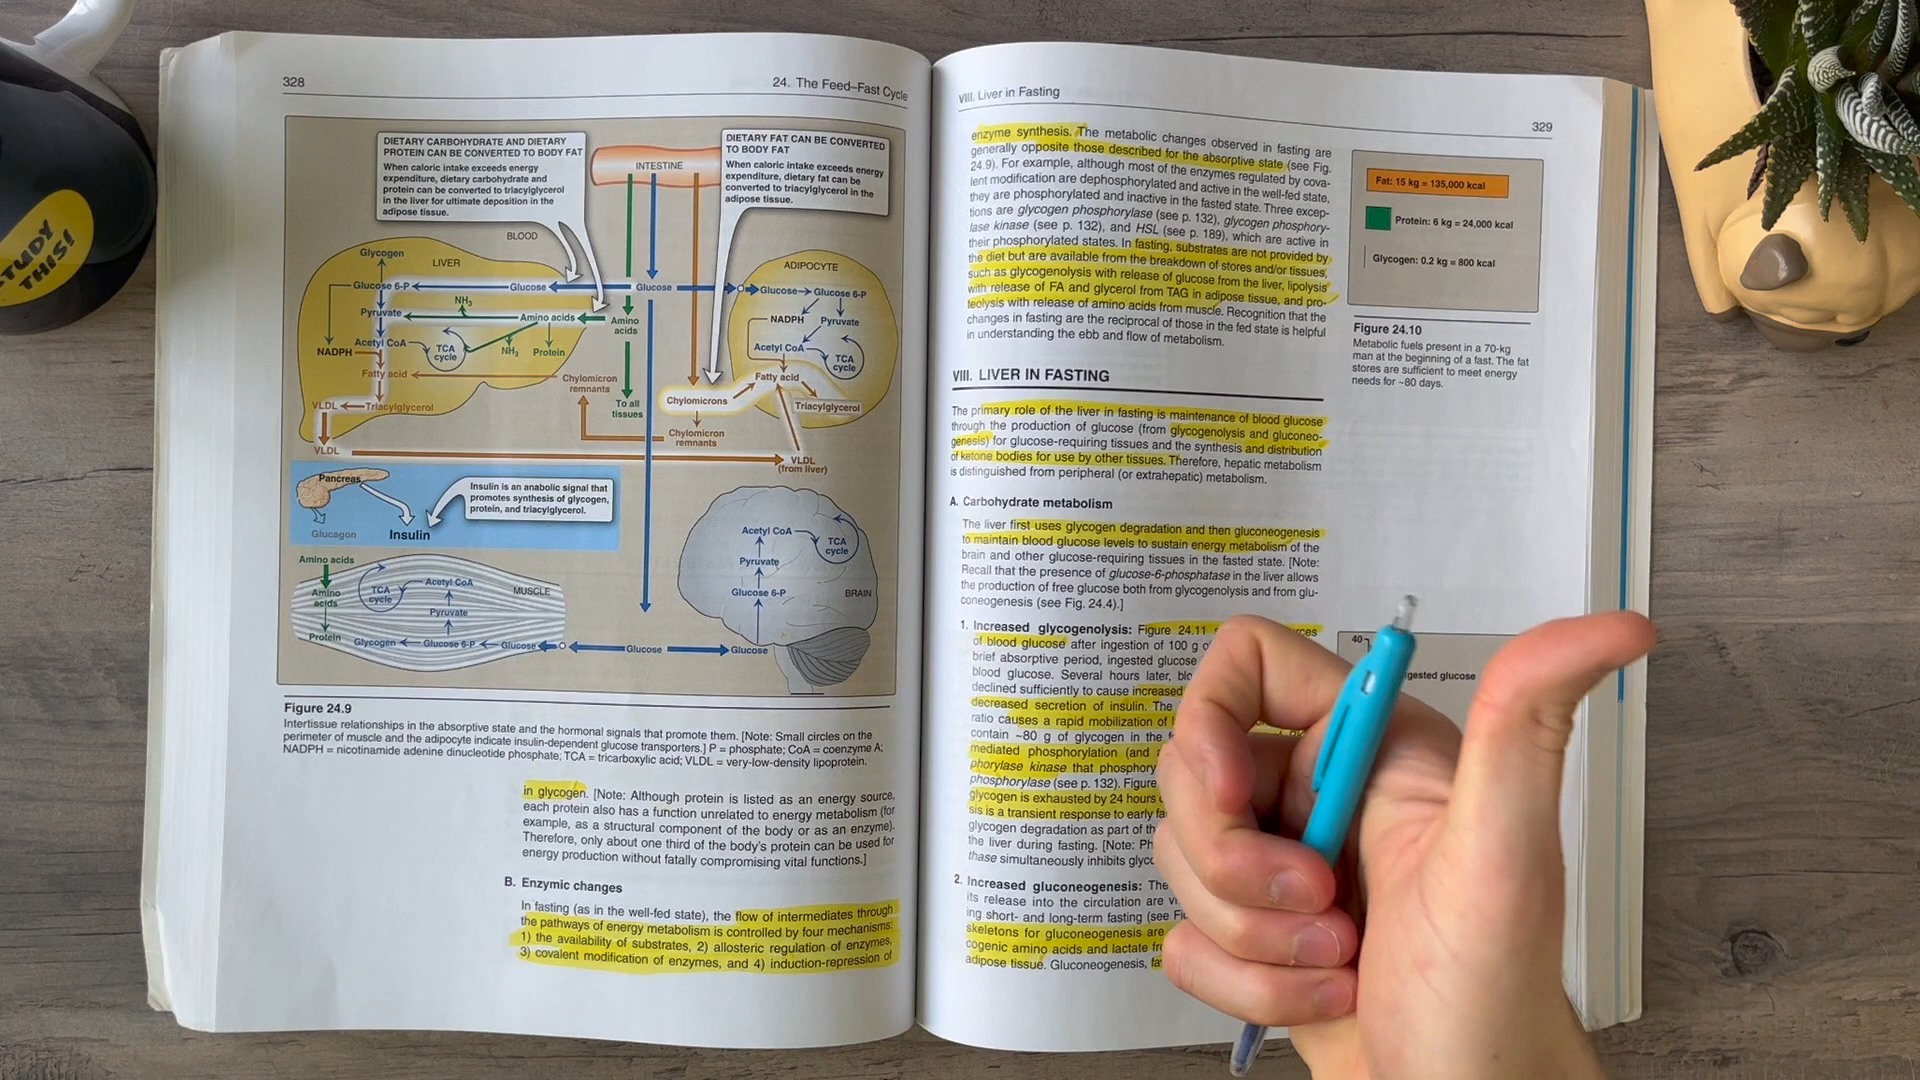 STUDY
THIS!
328
24. The Feed–Fast Cycle
DIETARY CARBOHYDRATE AND DIETARY
PROTEIN CAN BE CONVERTED TO BODY FAT
When caloric intake exceeds energy
expenditure, dietary carbohydrate and
protein can be converted to triacylglycerol
in the liver for ultimate deposition in the
adipose tissue.
INTESTINE
DIETARY FAT CAN BE CONVERTED
TO BODY FAT
When caloric intake exceeds energy
expenditure, dietary fat can be
converted to triacylglycerol in the
adipose tissue.
BLOOD
Glycogen
LIVER
ADIPOCYTE
Glucose 6-P
Glucose
Glucose
Glucose
Glucose 6-P
NH3
Pyruvate
Amino acids
Amino
acids
NADPH
Pyruvate
Acetyl CoA
TCA
cycle
NADPH
NH3
Protein
Acetyl CoA
TCA
cycle
Fatty acid
Chylomicron
remnants
Fatty acid
VLDL
Triacylglycerol
To all
tissues
Chylomicrons
Triacylglycerol
Chylomicron
remnants
VLDL
VLDL
(from liver)
Pancreas
Insulin is an anabolic signal that
promotes synthesis of glycogen,
protein, and triacylglycerol.
Glucagon
Insulin
Acetyl CoA
TCA
cycle
Pyruvate
Glucose 6-P
BRAIN
Amino acids
Amino
acids
TCA
cycle
Acetyl CoA
MUSCLE
Pyruvate
Protein
Glycogen
Glucose 6-P
Glucose
Glucose
Glucose
Figure 24.9
Intertissue relationships in the absorptive state and the hormonal signals that promote them. [Note: Small circles on the
perimeter of muscle and the adipocyte indicate insulin-dependent glucose transporters.] P = phosphate; CoA = coenzyme A;
NADPH = nicotinamide adenine dinucleotide phosphate; TCA = tricarboxylic acid; VLDL = very-low-density lipoprotein.
in glycogen. [Note: Although protein is listed as an energy source,
each protein also has a function unrelated to energy metabolism (for
example, as a structural component of the body or as an enzyme).
Therefore, only about one third of the body's protein can be used for
energy production without fatally compromising vital functions.]
B. Enzymic changes
In fasting (as in the well-fed state), the flow of intermediates through
the pathways of energy metabolism is controlled by four mechanisms:
1) the availability of substrates, 2) allosteric regulation of enzymes,
3) covalent modification of enzymes, and 4) induction-repression of
VIII. Liver in Fasting
329
enzyme synthesis. The metabolic changes observed in fasting are
generally opposite those described for the absorptive state (see Fig.
24.9). For example, although most of the enzymes regulated by cova-
lent modification are dephosphorylated and active in the well-fed state,
they are phosphorylated and inactive in the fasted state. Three excep-
tions are glycogen phosphorylase (see p. 132), glycogen phosphory-
lase kinase (see p. 132), and HSL (see p. 189), which are active in
their phosphorylated states. In fasting, substrates are not provided by
the diet but are available from the breakdown of stores and/or tissues,
such as glycogenolysis with release of glucose from the liver, lipolysis
with release of FA and glycerol from TAG in adipose tissue, and pro-
teolysis with release of amino acids from muscle. Recognition that the
changes in fasting are the reciprocal of those in the fed state is helpful
in understanding the ebb and flow of metabolism.
VIII. LIVER IN FASTING
The primary role of the liver in fasting is maintenance of blood glucose
through the production of glucose (from glycogenolysis and gluconeo-
genesis) for glucose-requiring tissues and the synthesis and distribution
of ketone bodies for use by other tissues. Therefore, hepatic metabolism
is distinguished from peripheral (or extrahepatic) metabolism.
A. Carbohydrate metabolism
The liver first uses glycogen degradation and then gluconeogenesis
to maintain blood glucose levels to sustain energy metabolism of the
brain and other glucose-requiring tissues in the fasted state. [Note:
Recall that the presence of glucose-6-phosphatase in the liver allows
the production of free glucose both from glycogenolysis and from glu-
coneogenesis (see Fig. 24.4).]
1. Increased glycogenolysis: Figure 24.11
of blood glucose after ingestion of 100 g
brief absorptive period, ingested glucose
blood glucose. Several hours later,
declined sufficiently to cause increased
decreased secretion of insulin. The
ratio causes a rapid mobilization of
contain ~80 g of glycogen in the
mediated phosphorylation (and
phorylase kinase that
phosphorylase (see p. 132).
glycogen is exhausted by 24 hours
sis is a transient response to early
glycogen degradation as part of the
the liver during fasting. [Note:
thase simultaneously inhibits
2. Increased gluconeogenesis: The
its release into the circulation are
ing short- and long-term fasting (see
skeletons for gluconeogenesis are
cogenic amino acids and lactate
adipose tissue. Gluconeogenesis,
Fat: 15 kg = 135,000 kcal
Protein: 6 kg = 24,000 kcal
Glycogen: 0.2 kg = 800 kcal
Figure 24.10
Metabolic fuels present in a 70-kg
man at the beginning of a fast. The fat
stores are sufficient to meet energy
needs for ~80 days.
40
glucose